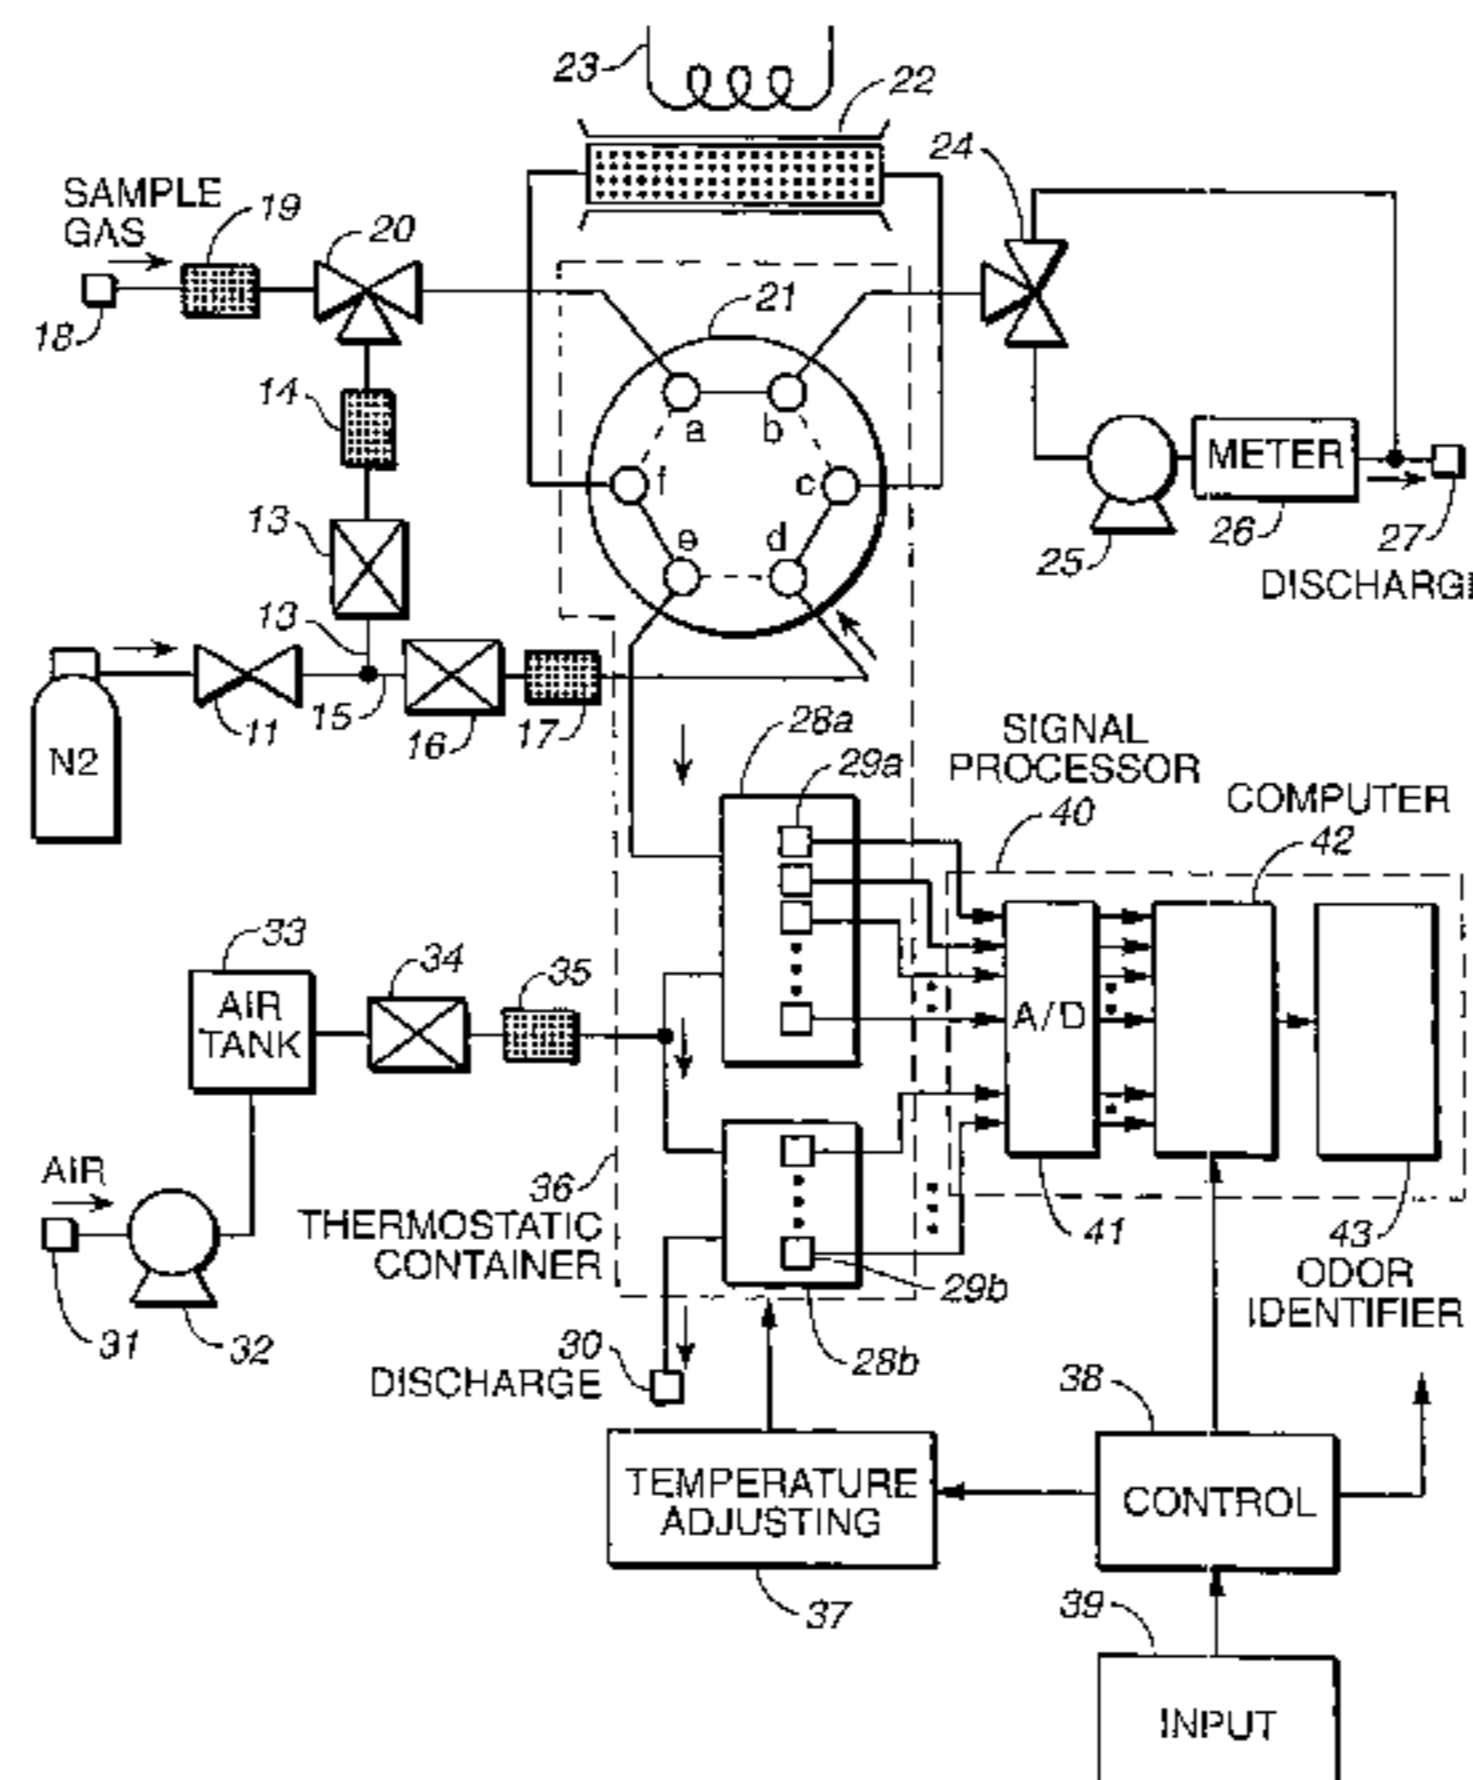 23
22
24
SAMPLE
GAS
19
20
18
21
14
a
b
f
c
e
d
METER
25
26
27
DISCHARGE
13
13
N2
11
15
16
17
28a
29a
SIGNAL
PROCESSOR
40
COMPUTER
42
33
34
35
AIR
TANK
A/D
AIR
31
32
36
THERMOSTATIC
CONTAINER
41
43
ODOR
IDENTIFIER
29b
28b
30
DISCHARGE
38
TEMPERATURE
ADJUSTING
CONTROL
37
39
INPUT